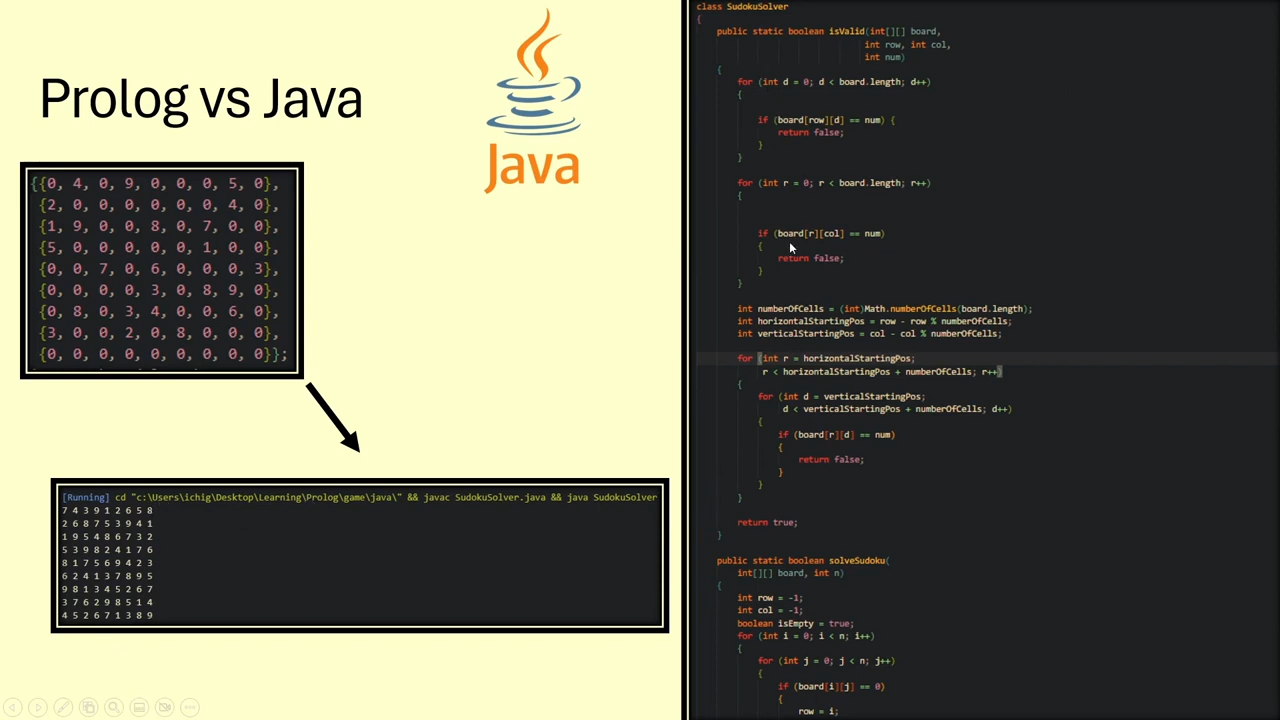 Prolog vs Java
Java
{{0, 4, 0, 9, 0, 0, 0, 5, 0},
{2, 0, 0, 0, 0, 0, 0, 4, 0},
{1, 9, 0, 0, 8, 0, 7, 0, 0},
{5, 0, 0, 0, 0, 0, 1, 0, 0},
{0, 0, 7, 0, 6, 0, 0, 0, 3},
{0, 0, 0, 0, 3, 0, 8, 9, 0},
{0, 8, 0, 3, 4, 0, 0, 6, 0},
{3, 0, 0, 2, 0, 8, 0, 0, 0},
{0, 0, 0, 0, 0, 0, 0, 0, 0}};
[Running] cd "c:\Users\ichig\Desktop\Learning\Prolog\game\java\" && javac SudokuSolver.java && java SudokuSolver
7 4 3 9 1 2 6 5 8
2 6 8 7 5 3 9 4 1
1 9 5 4 8 6 7 3 2
5 3 9 8 2 4 1 7 6
8 1 7 5 6 9 4 2 3
6 2 4 1 3 7 8 9 5
9 8 1 3 4 5 2 6 7
3 7 6 2 9 8 5 1 4
4 5 2 6 7 1 3 8 9
class SudokuSolver
{
public static boolean isValid(int[][] board,
int row, int col,
int num)
{
for (int d = 0; d < board.length; d++)
{
if (board[row][d] == num) {
return false;
}
}
for (int r = 0; r < board.length; r++)
{
if (board[r][col] == num)
{
return false;
}
}
int numberOfCells = (int)Math.numberOfCells(board.length);
int horizontalStartingPos = row - row % numberOfCells;
int verticalStartingPos = col - col % numberOfCells;
for (int r = horizontalStartingPos;
r < horizontalStartingPos + numberOfCells; r++)
{
for (int d = verticalStartingPos;
d < verticalStartingPos + numberOfCells; d++)
{
if (board[r][d] == num)
{
return false;
}
}
}
return true;
}
public static boolean solveSudoku(
int[][] board, int n)
{
int row = -1;
int col = -1;
boolean isEmpty = true;
for (int i = 0; i < n; i++)
{
for (int j = 0; j < n; j++)
{
if (board[i][j] == 0)
{
row = i;